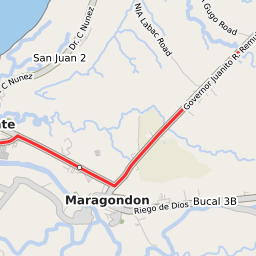 Gugo Road
NIA Labac Road
Dr. C Nunez
San Juan 2
Dr. C Nunez
Governor Juanito R. Remu
Maragondon
Riego de Dios
Bucal 3B